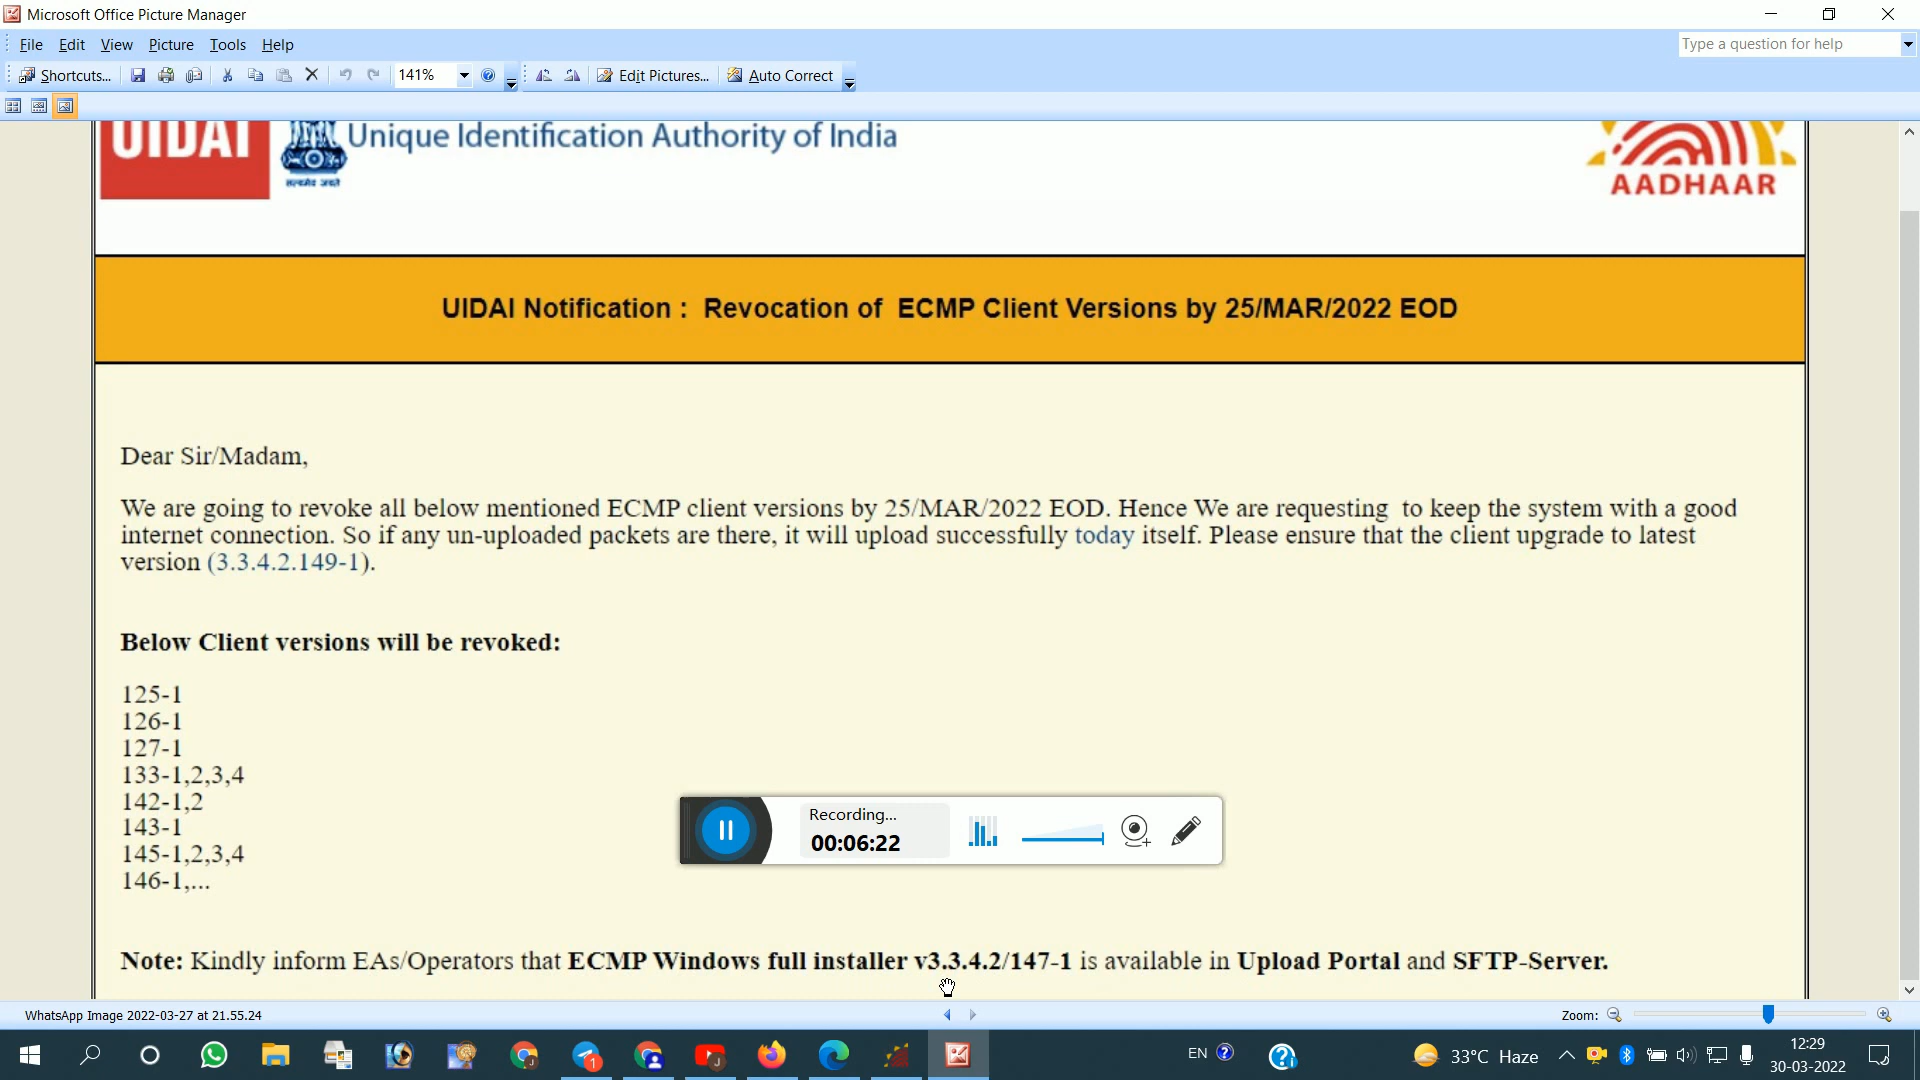 Microsoft Office Picture Manager
File Edit View Picture Tools Help
Type a question for help
Shortcuts... 141% Edit Pictures... Auto Correct
UIDAI
सत्यमेव जयते
Unique Identification Authority of India
AADHAAR
UIDAI Notification : Revocation of ECMP Client Versions by 25/MAR/2022 EOD
Dear Sir/Madam,
We are going to revoke all below mentioned ECMP client versions by 25/MAR/2022 EOD. Hence We are requesting to keep the system with a good
internet connection. So if any un-uploaded packets are there, it will upload successfully today itself. Please ensure that the client upgrade to latest
version (3.3.4.2.149-1).
Below Client versions will be revoked:
125-1
126-1
127-1
133-1,2,3,4
142-1,2
143-1
145-1,2,3,4
146-1,...
Recording...
00:06:22
Note: Kindly inform EAs/Operators that ECMP Windows full installer v3.3.4.2/147-1 is available in Upload Portal and SFTP-Server.
WhatsApp Image 2022-03-27 at 21.55.24
Zoom:
EN
33°C Haze
12:29
30-03-2022